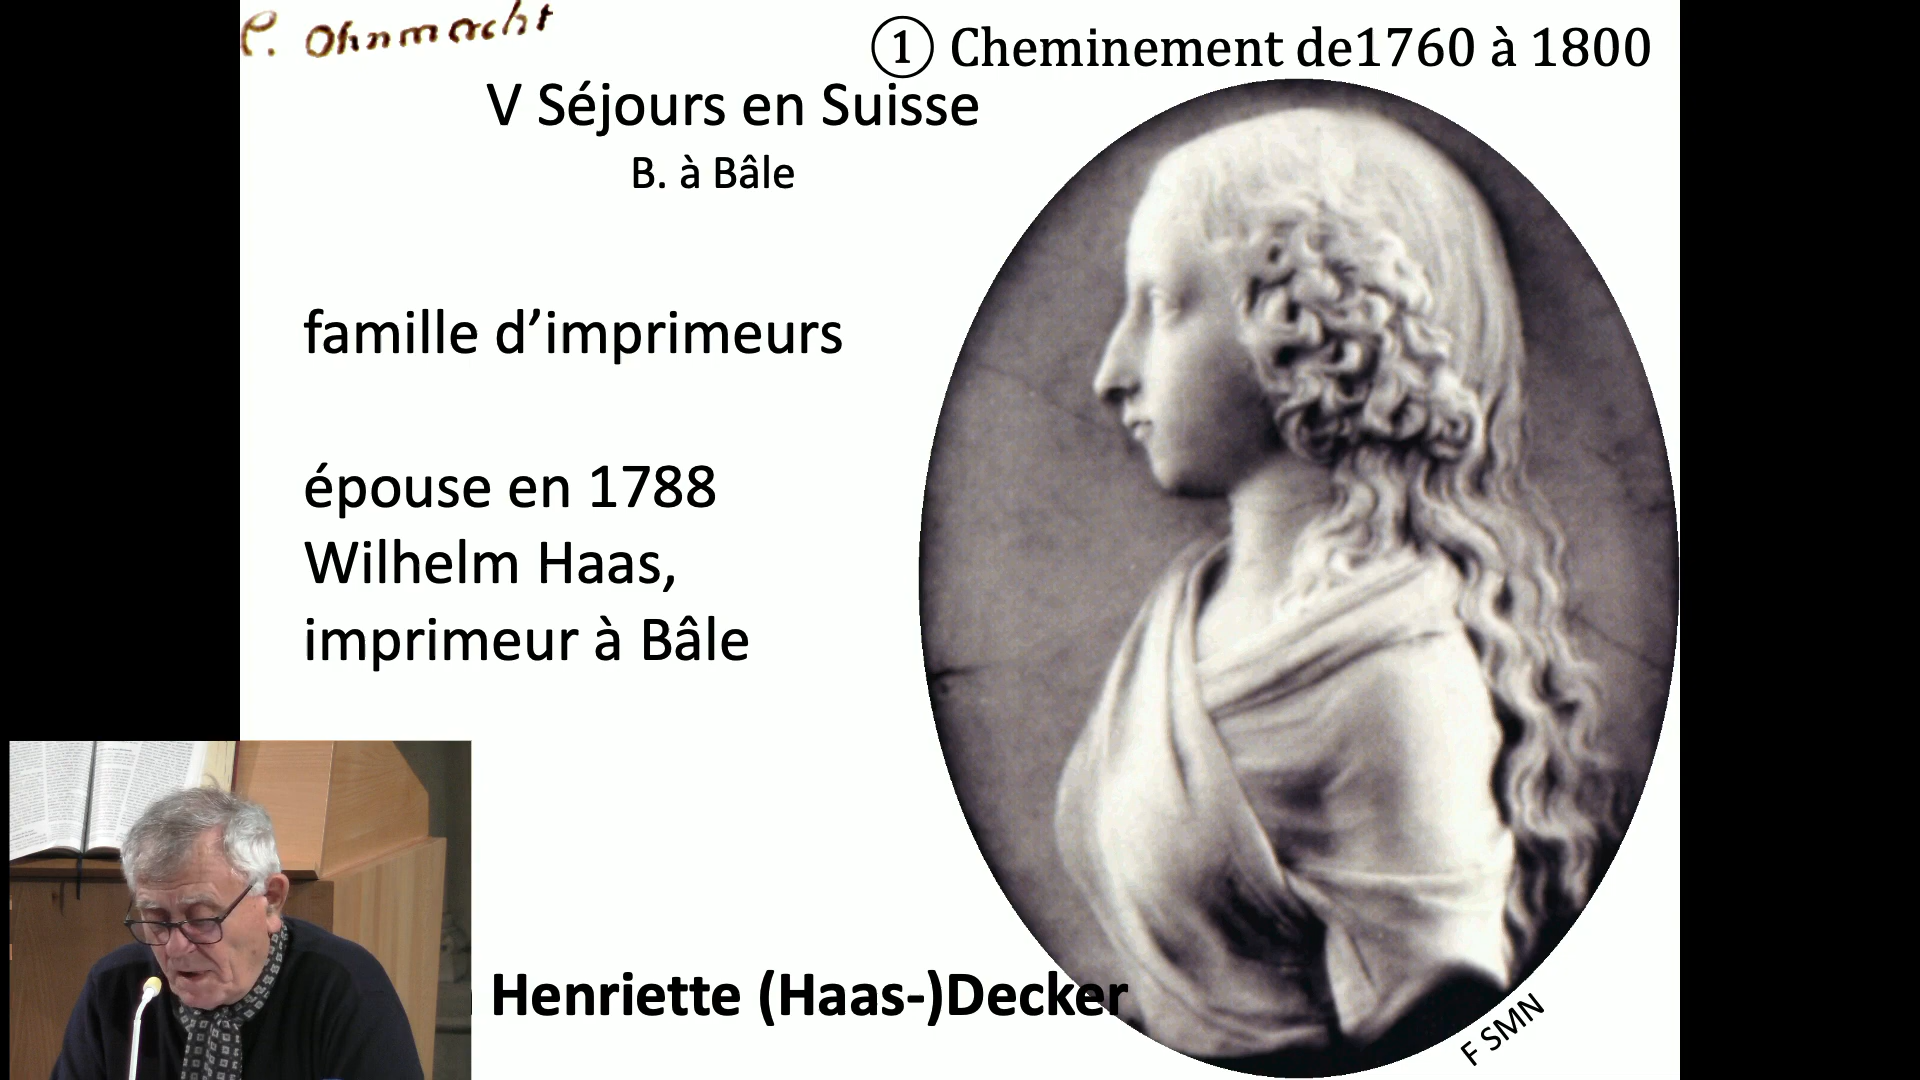 Ohnmacht
① Cheminement de1760 à 1800
V Séjours en Suisse
B. à Bâle
famille d’imprimeurs
épouse en 1788
Wilhelm Haas,
imprimeur à Bâle
Henriette (Haas-)Decker
F SMN